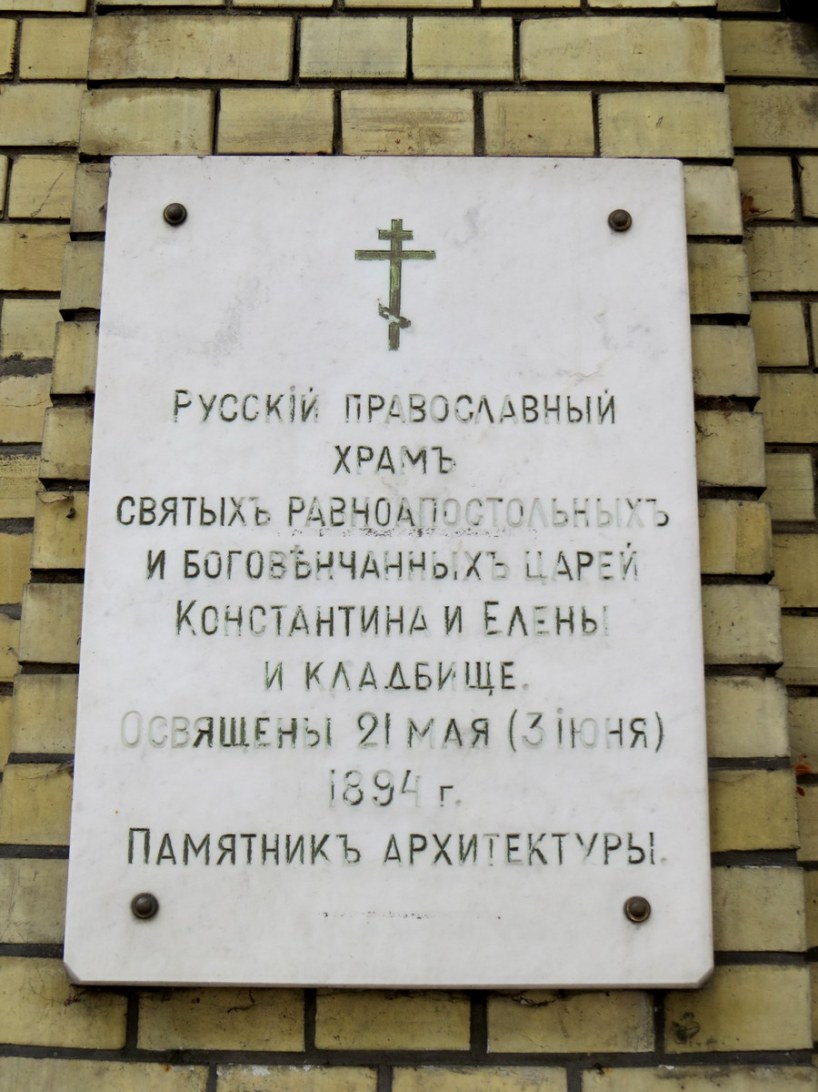 Русскій православный
храмъ
святыхъ равноапостольныхъ
и боговѣнчанныхъ царей
Константина и Елены
и кладбище.
Освящены 21 мая (3 іюня)
1894 г.
Памятникъ архитектуры.